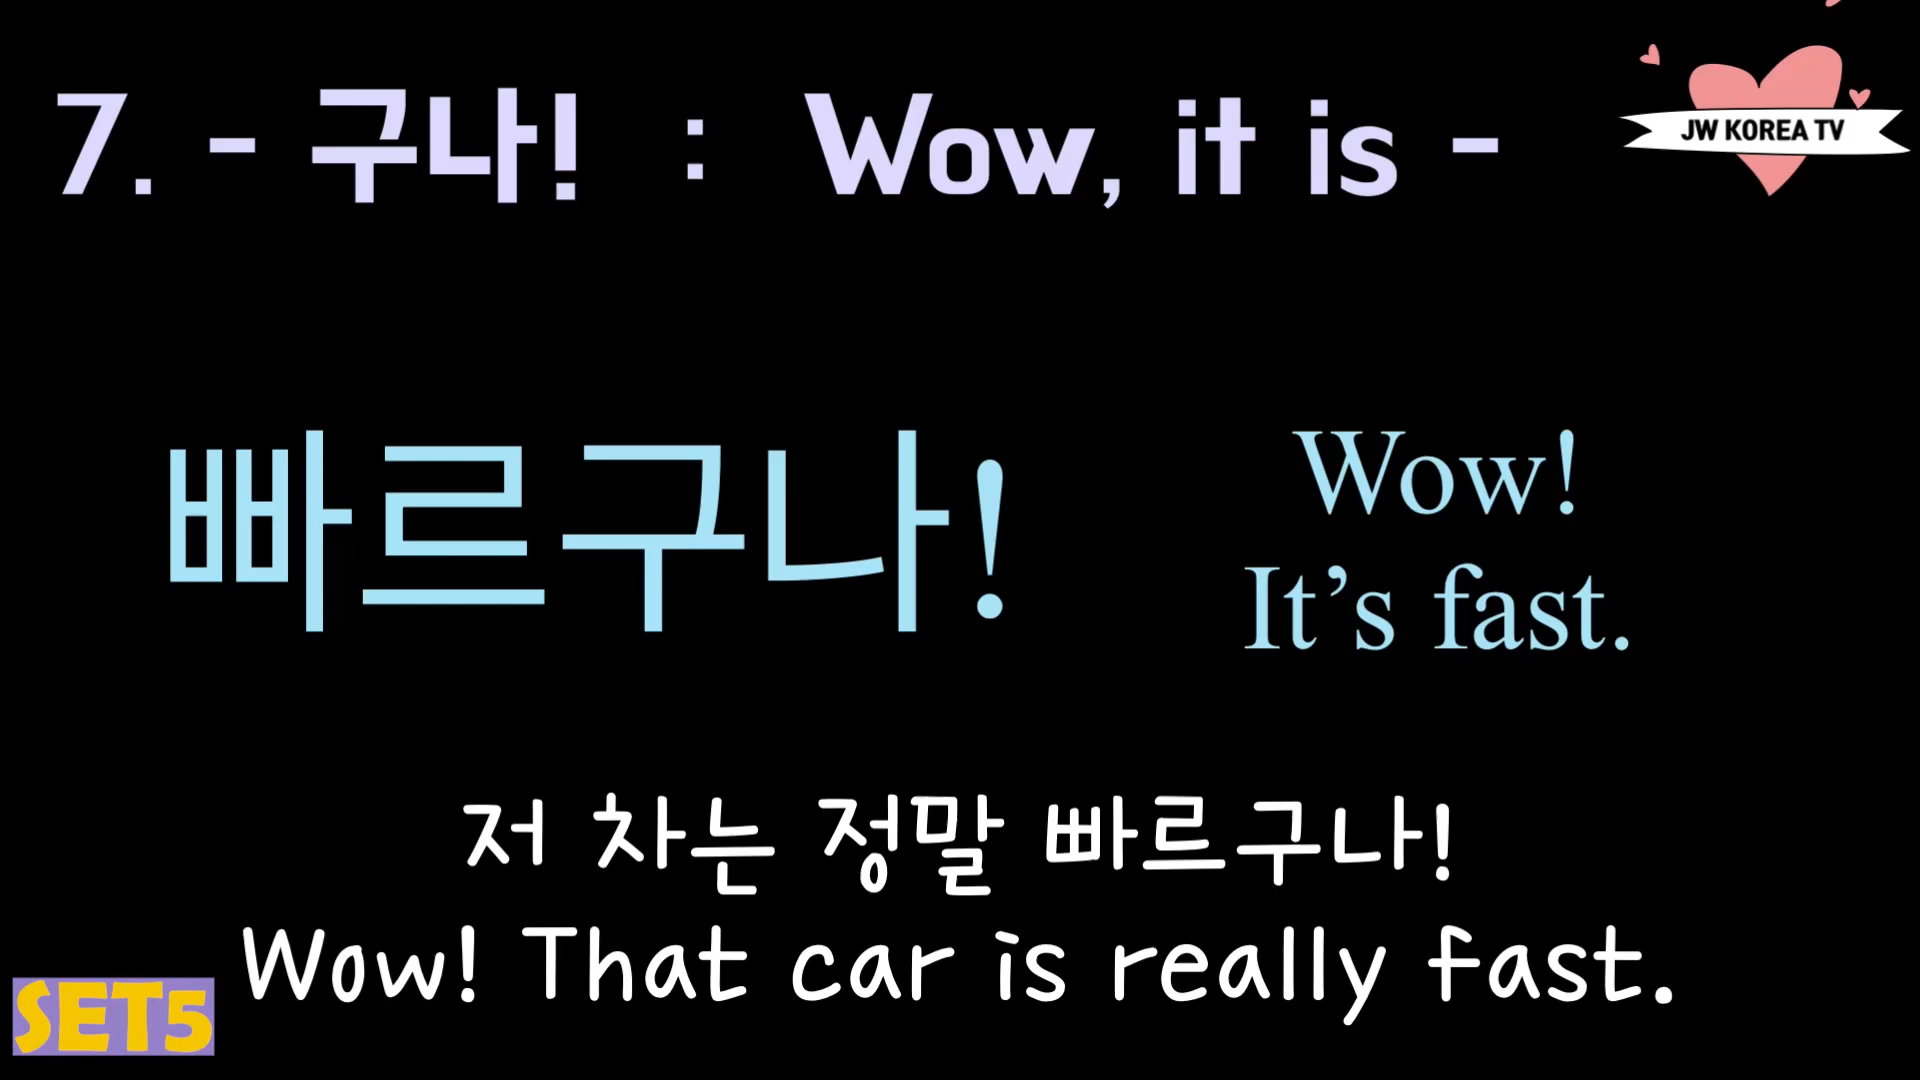 7. - 구나! : Wow, it is -
JW KOREA TV
빠르구나!
Wow!
It’s fast.
저 차는 정말 빠르구나!
Wow! That car is really fast.
SET5